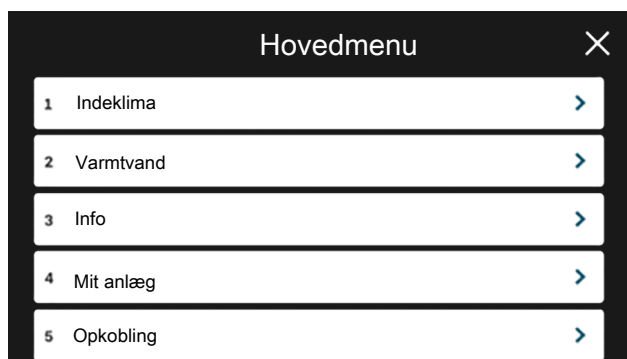 Hovedmenu
1 Indeklima
2 Varmtvand
3 Info
4 Mit anlæg
5 Opkobling